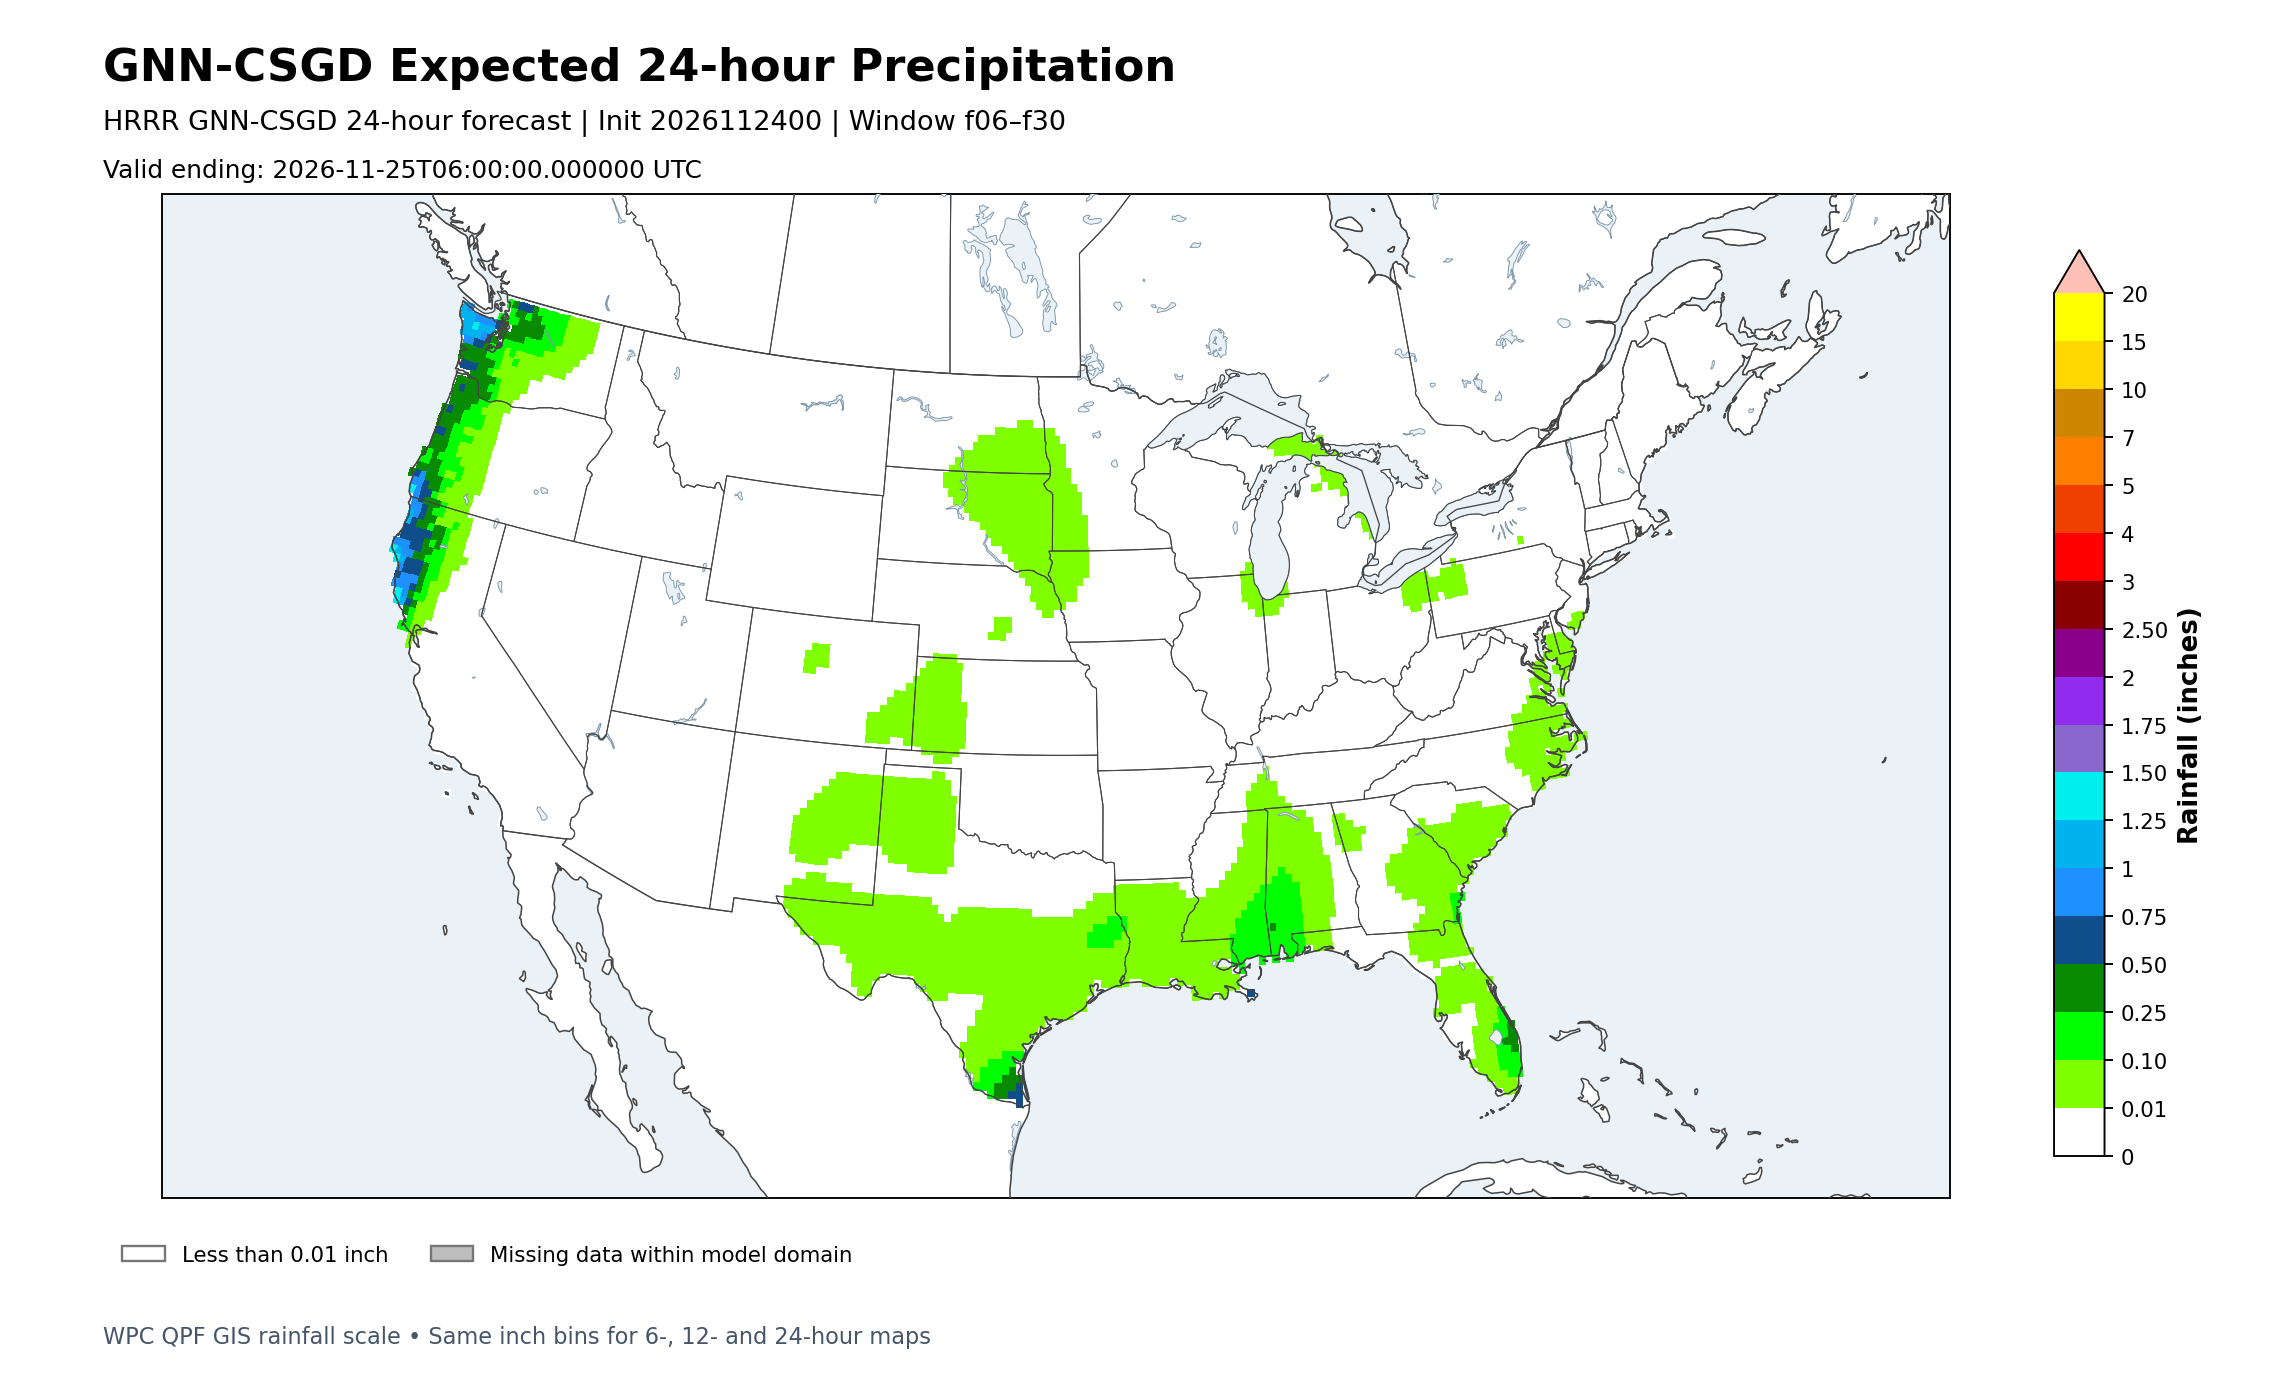 GNN-CSGD Expected 24-hour Precipitation
HRRR GNN-CSGD 24-hour forecast | Init 2026112400 | Window f06–f30
Valid ending: 2026-11-25T06:00:00.000000 UTC
20
15
10
7
5
4
3
2.50
2
1.75
1.50
1.25
1
0.75
0.50
0.25
0.10
0.01
0
Rainfall (inches)
Less than 0.01 inch
Missing data within model domain
WPC QPF GIS rainfall scale • Same inch bins for 6-, 12- and 24-hour maps